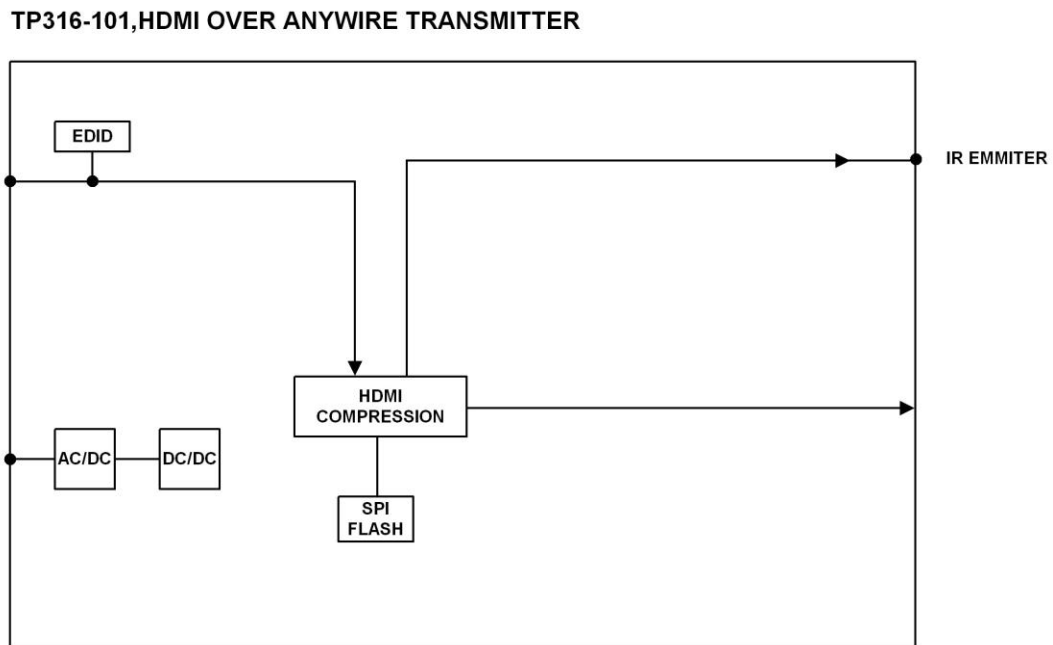 TP316-101,HDMI OVER ANYWIRE TRANSMITTER
EDID
IR EMMITER
HDMI
COMPRESSION
AC/DC
DC/DC
SPI
FLASH